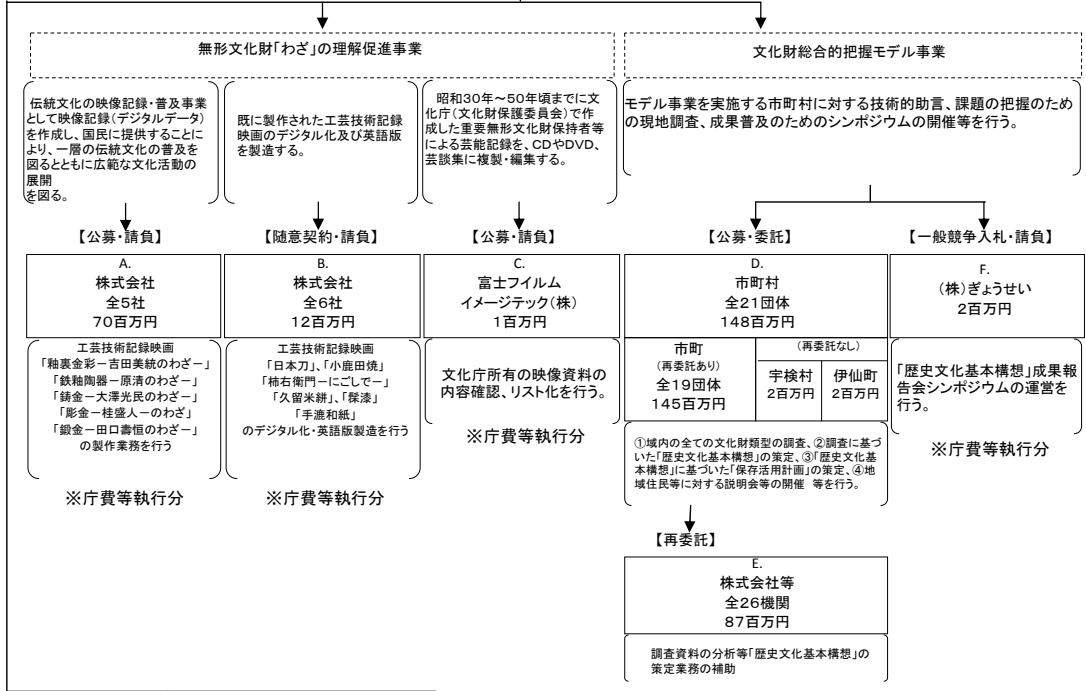 無形文化財「わざ」の理解促進事業
伝統文化の映像記録・普及事業
として映像記録(デジタルデータ)
を作成し、国民に提供することに
より、一層の伝統文化の普及を
図るとともに広範な文化活動の
展開
を図る。
既に製作された工芸技術記録
映画のデジタル化及び英語版
を製造する。
昭和30年～50年頃までに文
化庁(文化財保護委員会)で作
成した重要無形文化財保持者等
による芸能記録を、CDやDVD、
芸談集に複製・編集する。
文化財総合的把握モデル事業
モデル事業を実施する市町村に対する技術的助言、課題の把握のため
の現地調査、成果普及のためのシンポジウムの開催等を行う。
【公募・請負】
A.
株式会社
全5社
70百万円
工芸技術記録映画
「釉裏金彩－吉田美統のわざ－」
「鉄釉陶器－原清のわざ－」
「鋳金－大澤光民のわざ－」
「彫金－桂盛人－のわざ」
「鍛金－田口壽恒のわざ－」
の製作業務を行う
※庁費等執行分
【随意契約・請負】
B.
株式会社
全6社
12百万円
工芸技術記録映画
「日本刀」、「小鹿田焼」
「柿右衛門－にごしで－」
「久留米絣」、「髹漆」
「手漉和紙」
のデジタル化・英語版製造を行う
※庁費等執行分
【公募・請負】
C.
富士フイルム
イメージテック(株)
1百万円
文化庁所有の映像資料の
内容確認、リスト化を行う。
※庁費等執行分
【公募・委託】
D.
市町村
全21団体
148百万円
市町
(再委託あり)
全19団体
145百万円
(再委託なし)
宇検村
2百万円
伊仙町
2百万円
①域内の全ての文化財類型の調査、②調査に基づ
いた「歴史文化基本構想」の策定、③「歴史文化基
本構想」に基づいた「保存活用計画」の策定、④地
域住民等に対する説明会等の開催 等を行う。
【再委託】
E.
株式会社等
全26機関
87百万円
調査資料の分析等「歴史文化基本構想」の
策定業務の補助
【一般競争入札・請負】
F.
(株)ぎょうせい
2百万円
「歴史文化基本構想」成果報
告会シンポジウムの運営を
行う。
※庁費等執行分